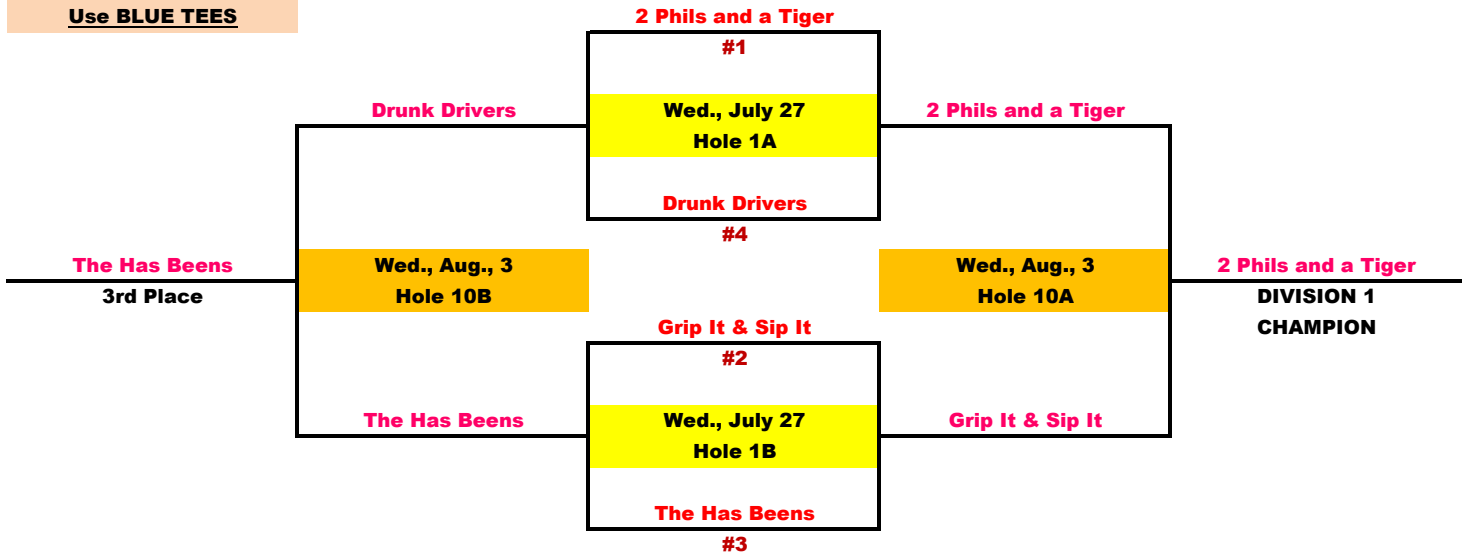 Use BLUE TEES
2 Phils and a Tiger
#1
Drunk Drivers
Wed., July 27
Hole 1A
2 Phils and a Tiger
Drunk Drivers
#4
The Has Beens
3rd Place
Wed., Aug., 3
Hole 10B
Wed., Aug., 3
Hole 10A
2 Phils and a Tiger
DIVISION 1
CHAMPION
Grip It & Sip It
#2
The Has Beens
Wed., July 27
Hole 1B
Grip It & Sip It
The Has Beens
#3